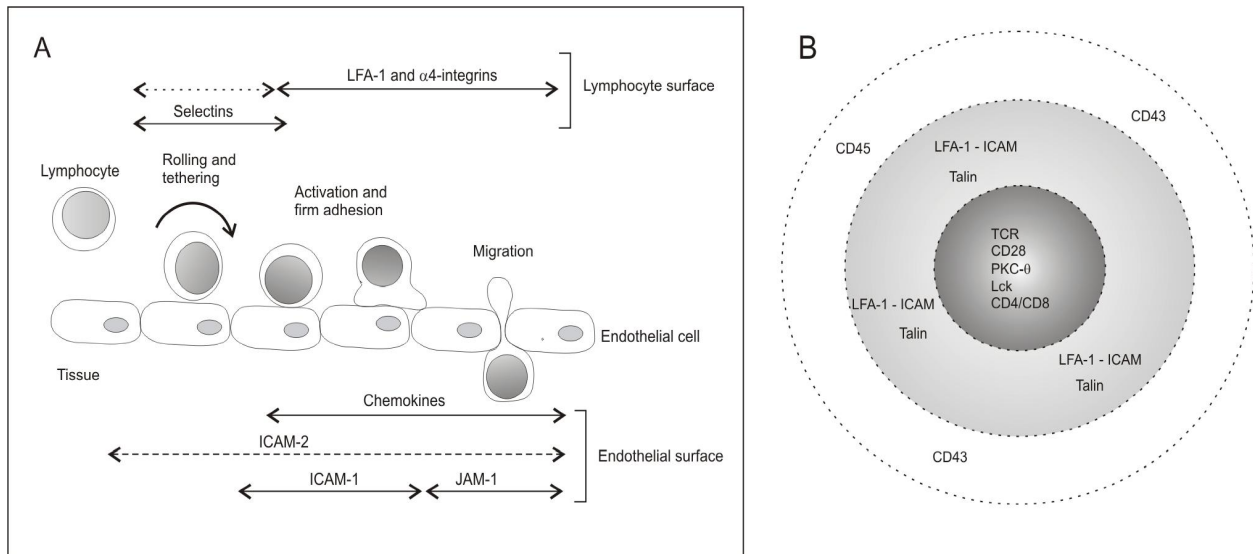 A
LFA-1 and α4-integrins
Lymphocyte surface
Selectins
Lymphocyte
Rolling and
tethering
Activation and
firm adhesion
Migration
Endothelial cell
Tissue
Chemokines
ICAM-2
Endothelial surface
ICAM-1
JAM-1
B
CD43
CD45
LFA-1 - ICAM
Talin
TCR
CD28
PKC-θ
Lck
CD4/CD8
LFA-1 - ICAM
Talin
LFA-1 - ICAM
Talin
CD43